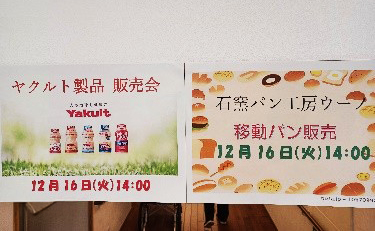 ヤクルト製品 販売会
Yakult
12月16日(火)14:00
石窯パン工房ウーフ
移動パン販売
12月16日(火)14:00